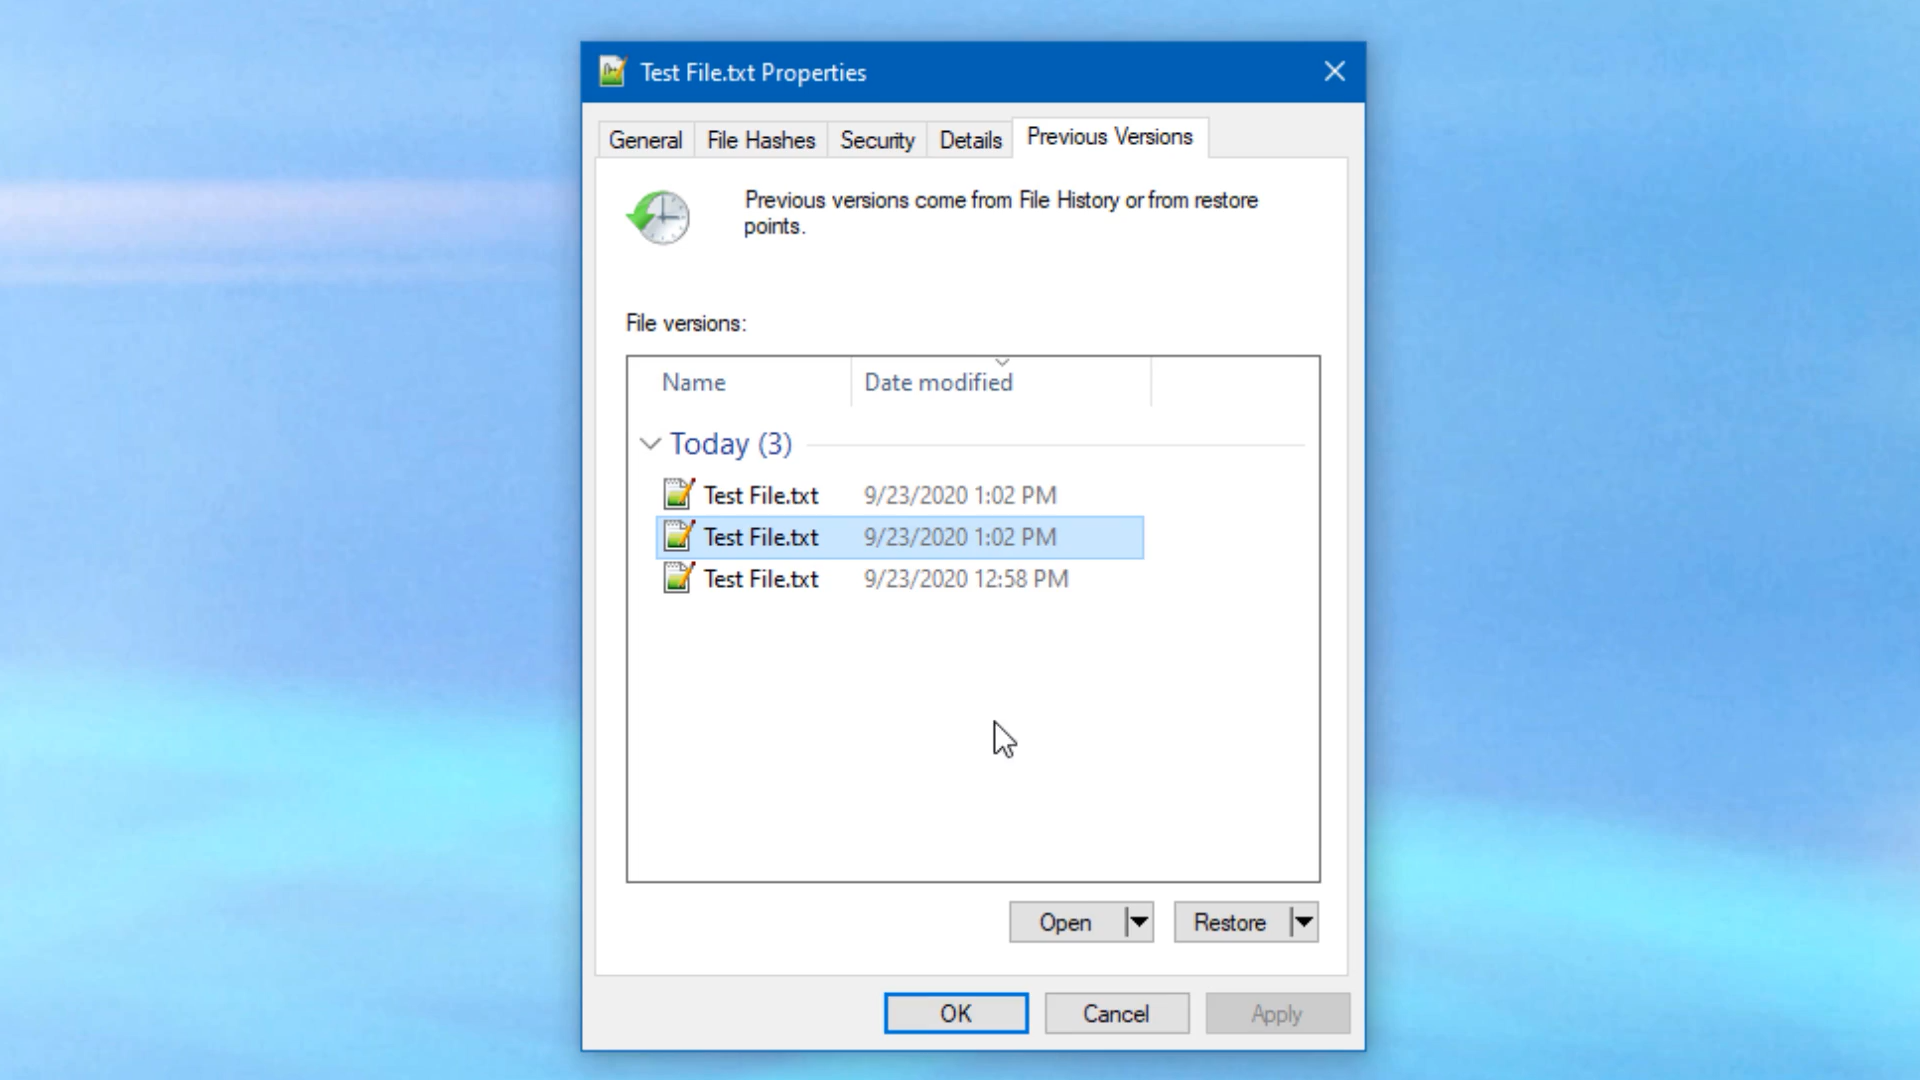 Test File.txt Properties
General File Hashes Security Details Previous Versions
Previous versions come from File History or from restore
points.
File versions:
Name Date modified
Today (3)
Test File.txt 9/23/2020 1:02 PM
Test File.txt 9/23/2020 1:02 PM
Test File.txt 9/23/2020 12:58 PM
Open Restore
OK Cancel Apply